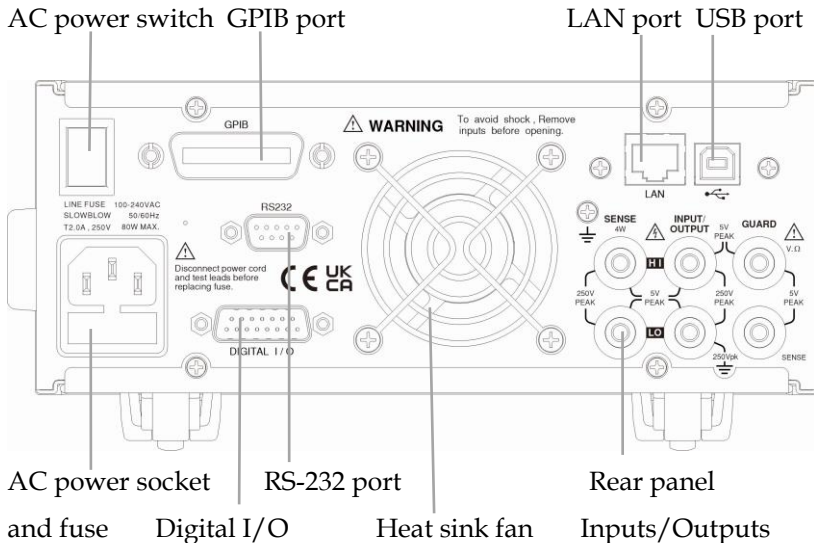 AC power switch GPIB port LAN port USB port
GPIB
WARNING
To avoid shock , Remove
inputs before opening.
LAN
LINE FUSE 100-240VAC
SLOWBLOW 50/60Hz
T2.0A , 250V 80W MAX.
RS232
Disconnect power cord
and test leads before
replacing fuse.
CE UK
CA
DIGITAL I / O
SENSE
4W
INPUT/
OUTPUT
5V
PEAK
GUARD
V.Ω
HI
250V
PEAK
5V
PEAK
250V
PEAK
5V
PEAK
LO
250Vpk
SENSE
AC power socket
and fuse
RS-232 port
Rear panel
Inputs/Outputs
Digital I/O
Heat sink fan